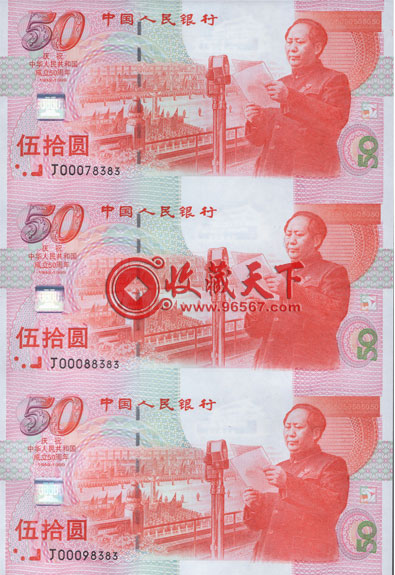 50
中国人民银行
庆祝
中华人民共和国
成立50周年
1949-1999
伍拾圆
J00078383
50
50
中国人民银行
庆祝
中华人民共和国
成立50周年
1949-1999
收藏天下
www.96567.com
伍拾圆
J00088383
50
50
中国人民银行
庆祝
中华人民共和国
成立50周年
1949-1999
伍拾圆
J00098383
50